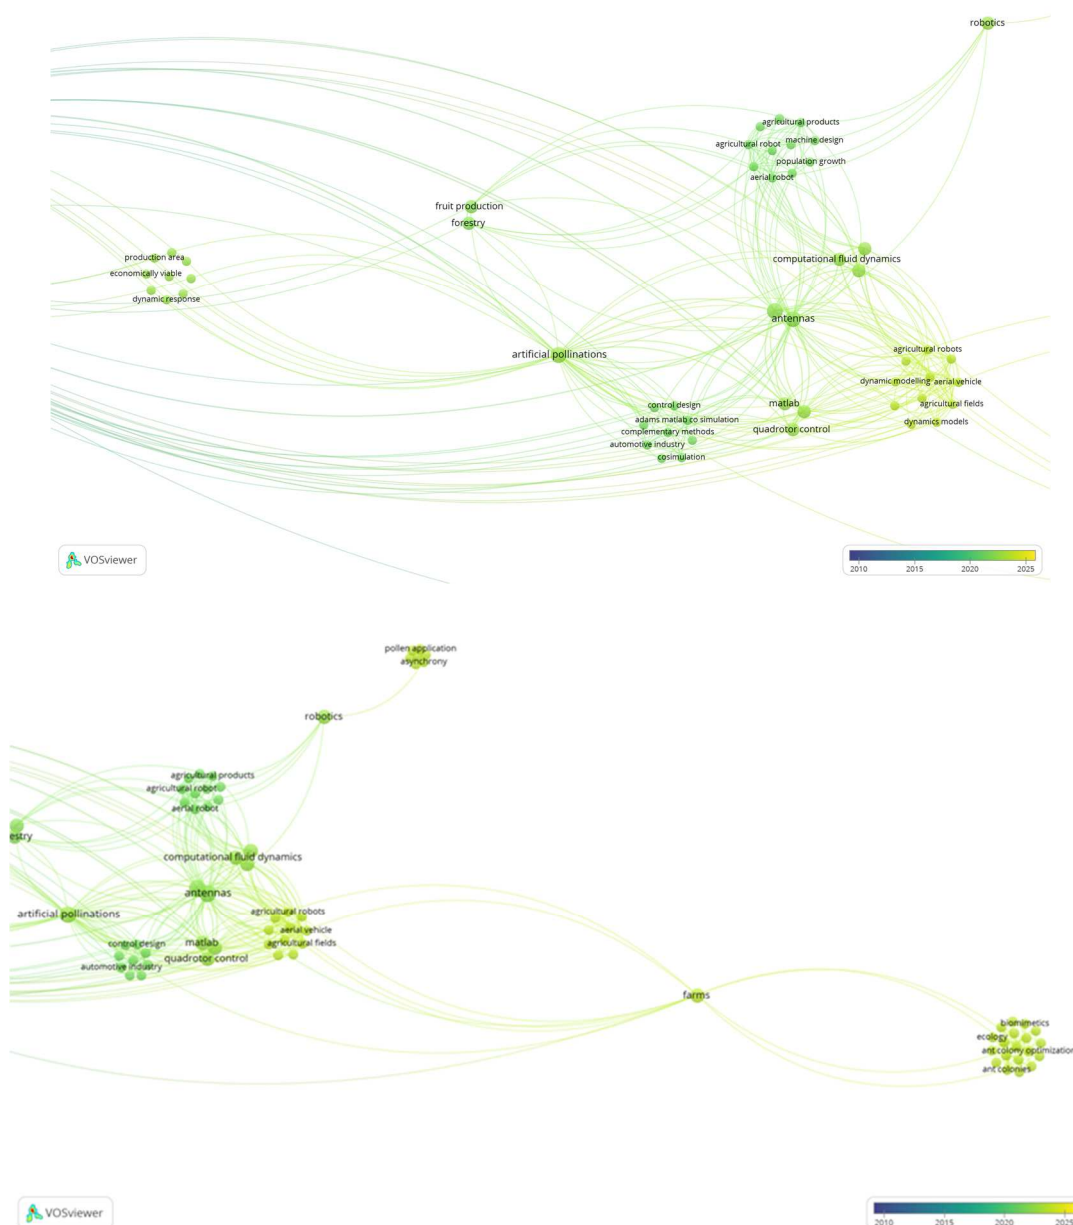 robotics
agricultural products
machine design
agricultural robot
population growth
aerial robot
fruit production
forestry
production area
economically viable
dynamic response
computational fluid dynamics
antennas
artificial pollinations
agricultural robots
dynamic modelling
aerial vehicle
agricultural fields
dynamics models
matlab
quadrotor control
control design
adams matlab co simulation
complementary methods
automotive industry
cosimulation
VOSviewer
2010 2015 2020 2025
pollen application
asynchrony
robotics
agricultural products
agricultural robot
aerial robot
estry
computational fluid dynamics
antennas
artificial pollinations
agricultural robots
aerial vehicle
agricultural fields
control design
matlab
quadrotor control
automotive industry
farms
biomimetics
ecology
ant colony optimization
ant colonies
VOSviewer
2010 2015 2020